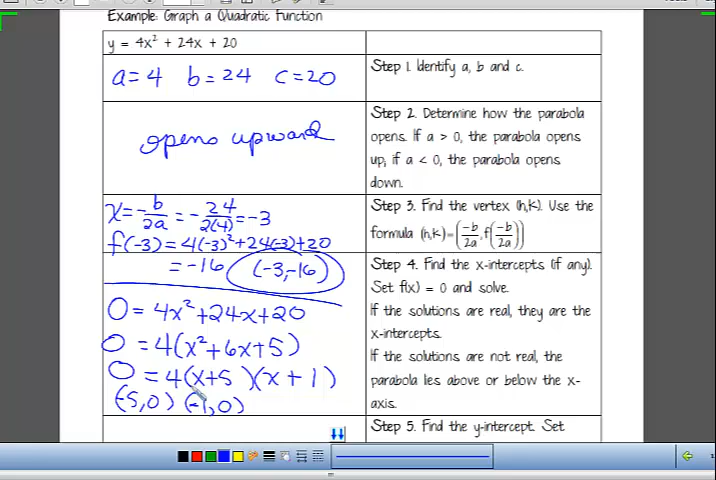 Example: Graph a Quadratic Function
y = 4x² + 24x + 20
a=4 b=24 c=20
Step 1. Identify a, b and c.
opens upward
Step 2. Determine how the parabola
opens. If a > 0, the parabola opens
up; if a < 0, the parabola opens
down.
x = -b/2a = -24/2(4) = -3
f(-3) = 4(-3)² + 24(-3) + 20
= -16 (-3, -16)
Step 3. Find the vertex (h,k). Use the
formula (h,k) = (-b/2a, f(-b/2a))
0 = 4x² + 24x + 20
0 = 4(x² + 6x + 5)
0 = 4(x+5)(x + 1)
(-5,0) (-1,0)
Step 4. Find the x-intercepts (if any).
Set f(x) = 0 and solve.
If the solutions are real, they are the
x-intercepts.
If the solutions are not real, the
parabola lies above or below the x-
axis.
Step 5. Find the y-intercept. Set